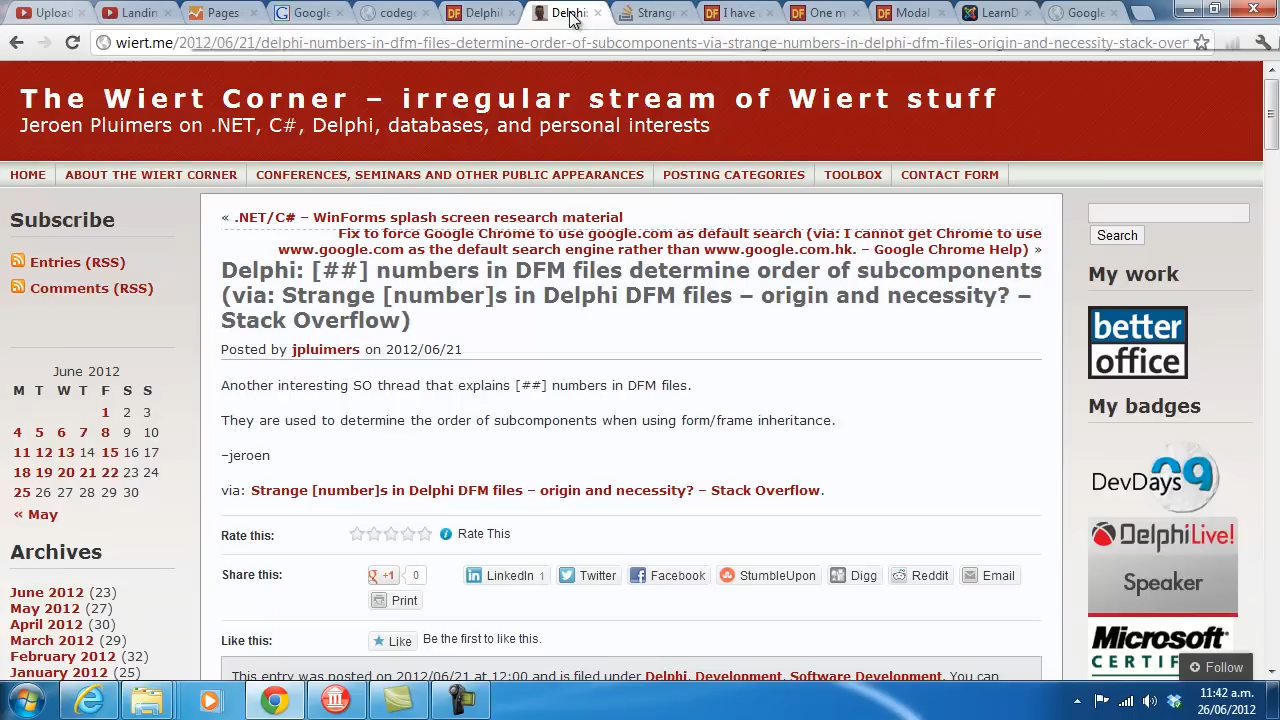 Upload
Landin
Pages
Google
codege
Delphi
Delphi:
Strang
I have
One m
Modal
LearnD
Google
wiert.me/2012/06/21/delphi-numbers-in-dfm-files-determine-order-of-subcomponents-via-strange-numbers-in-delphi-dfm-files-origin-and-necessity-stack-over
The Wiert Corner – irregular stream of Wiert stuff
Jeroen Pluimers on .NET, C#, Delphi, databases, and personal interests
HOME ABOUT THE WIERT CORNER CONFERENCES, SEMINARS AND OTHER PUBLIC APPEARANCES POSTING CATEGORIES TOOLBOX CONTACT FORM
Subscribe
Entries (RSS)
Comments (RSS)
June 2012
M T W T F S S
1 2 3
4 5 6 7 8 9 10
11 12 13 14 15 16 17
18 19 20 21 22 23 24
25 26 27 28 29 30
« May
Archives
June 2012 (23)
May 2012 (27)
April 2012 (30)
March 2012 (29)
February 2012 (32)
January 2012 (25)
« .NET/C# – WinForms splash screen research material
Fix to force Google Chrome to use google.com as default search (via: I cannot get Chrome to use
www.google.com as the default search engine rather than www.google.com.hk. – Google Chrome Help) »
Delphi: [##] numbers in DFM files determine order of subcomponents
(via: Strange [number]s in Delphi DFM files – origin and necessity? –
Stack Overflow)
Posted by jpluimers on 2012/06/21
Another interesting SO thread that explains [##] numbers in DFM files.
They are used to determine the order of subcomponents when using form/frame inheritance.
–jeroen
via: Strange [number]s in Delphi DFM files – origin and necessity? – Stack Overflow.
Rate this: Rate This
Share this: +1 0 LinkedIn 1 Twitter Facebook StumbleUpon Digg Reddit Email
Print
Like this: Like Be the first to like this.
This entry was posted on 2012/06/21 at 12:00 and is filed under Delphi, Development, Software Development. You can
Search
My work
better
office
My badges
DevDays09
DelphiLive!
Speaker
Microsoft
CERTIF
Follow
11:42 a.m.
26/06/2012